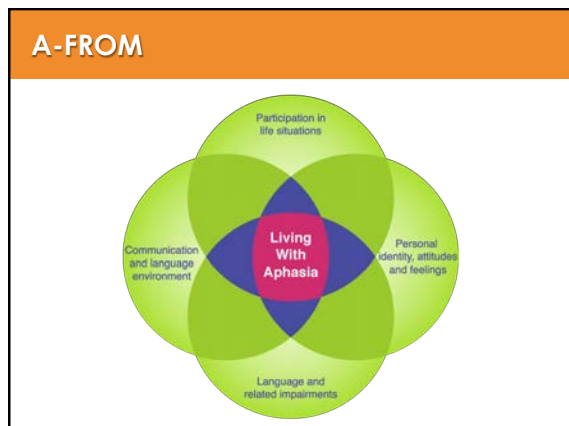 A-FROM
Participation in
life situations
Communication
and language
environment
Living
With
Aphasia
Personal
identity, attitudes
and feelings
Language and
related impairments